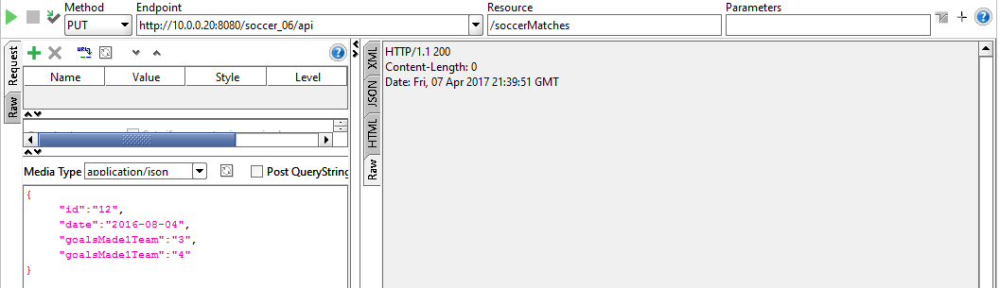 Method Endpoint Resource Parameters
PUT http://10.0.0.20:8080/soccer_06/api /soccerMatches
Request
Raw
Name Value Style Level
Media Type application/json Post QueryString
{
"id":"12",
"date":"2016-08-04",
"goalsMade1Team":"3",
"goalsMade1Team":"4"
}
XML
JSON
HTML
Raw
HTTP/1.1 200
Content-Length: 0
Date: Fri, 07 Apr 2017 21:39:51 GMT